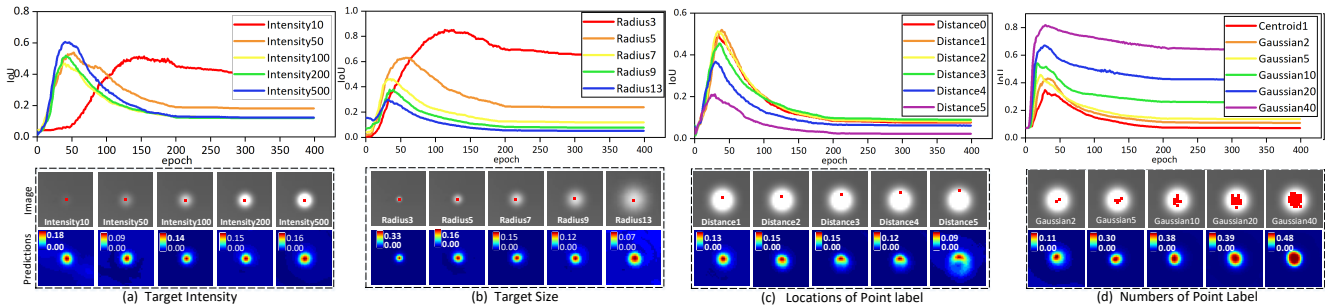 0.8
0.6
0.4
0.2
0.0
IoU
Intensity10
Intensity50
Intensity100
Intensity200
Intensity500
0 50 100 150 200 250 300 350 400
epoch
1.0
0.8
0.6
0.4
0.2
0.0
IoU
Radius3
Radius5
Radius7
Radius9
Radius13
0 50 100 150 200 250 300 350 400
epoch
0.6
0.4
0.2
0.0
IoU
Distance0
Distance1
Distance2
Distance3
Distance4
Distance5
0 50 100 150 200 250 300 350 400
epoch
0.8
0.6
0.4
0.2
0.0
IoU
Centroid1
Gaussian2
Gaussian5
Gaussian10
Gaussian20
Gaussian40
0 50 100 150 200 250 300 350 400
epoch
Image
Intensity10 Intensity50 Intensity100 Intensity200 Intensity500
Radius3 Radius5 Radius7 Radius9 Radius13
Distance1 Distance2 Distance3 Distance4 Distance5
Gaussian2 Gaussian5 Gaussian10 Gaussian20 Gaussian40
Predictions
0.18 0.09 0.14 0.15 0.16
0.00 0.00 0.00 0.00 0.00
0.33 0.16 0.15 0.12 0.07
0.00 0.00 0.00 0.00 0.00
0.13 0.15 0.15 0.12 0.09
0.00 0.00 0.00 0.00 0.00
0.11 0.30 0.38 0.39 0.48
0.00 0.00 0.00 0.00 0.00
(a) Target Intensity
(b) Target Size
(c) Locations of Point label
(d) Numbers of Point Label